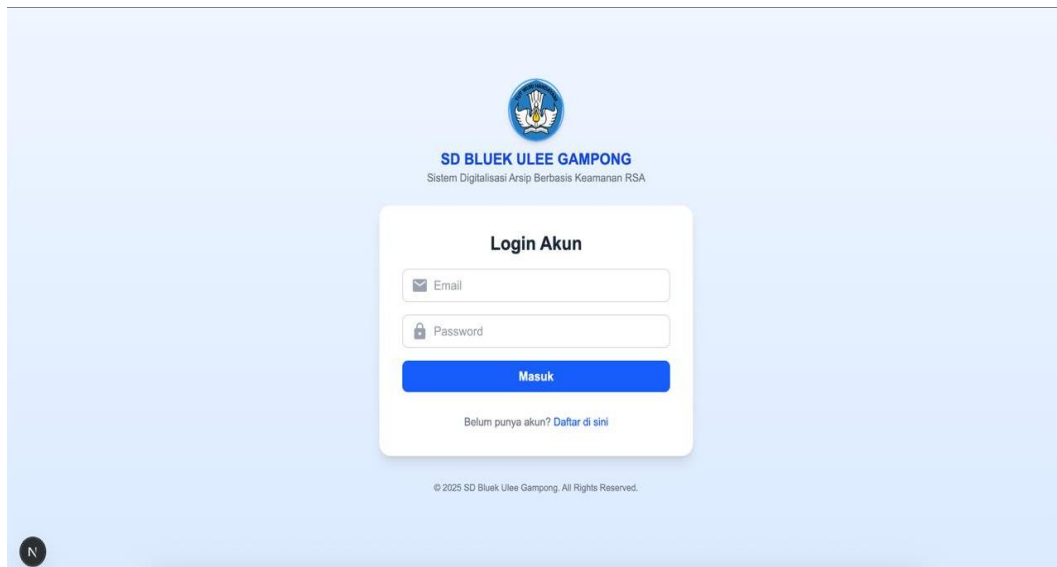 SD BLUEK ULEE GAMPONG
Sistem Digitalisasi Arsip Berbasis Keamanan RSA
Login Akun
Email
Password
Masuk
Belum punya akun? Daftar di sini
© 2025 SD Bluek Ulee Gampong. All Rights Reserved.
N